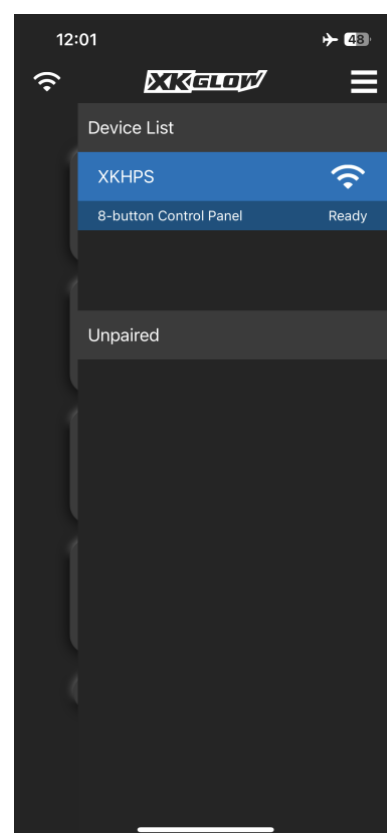 12:01
48
XKGLOW
Device List
XKHPS
8-button Control Panel Ready
Unpaired